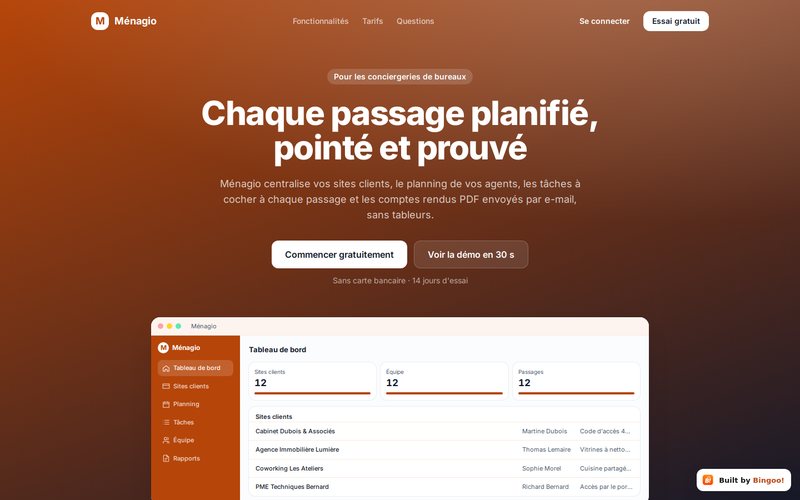 M Ménagio
Fonctionnalités Tarifs Questions
Se connecter
Essai gratuit
Pour les conciergeries de bureaux
Chaque passage planifié,
pointé et prouvé
Ménagio centralise vos sites clients, le planning de vos agents, les tâches à
cocher à chaque passage et les comptes rendus PDF envoyés par e-mail,
sans tableurs.
Commencer gratuitement
Voir la démo en 30 s
Sans carte bancaire · 14 jours d'essai
Ménagio
M Ménagio
Tableau de bord
Sites clients
Planning
Tâches
Équipe
Rapports
Tableau de bord
Sites clients
12
Équipe
12
Passages
12
Sites clients
Cabinet Dubois & Associés Martine Dubois Code d'accès 4...
Agence Immobilière Lumière Thomas Lemaire Vitrines à netto...
Coworking Les Ateliers Sophie Morel Cuisine partagé...
PME Techniques Bernard Richard Bernard Accès par le por...
Built by Bingoo!